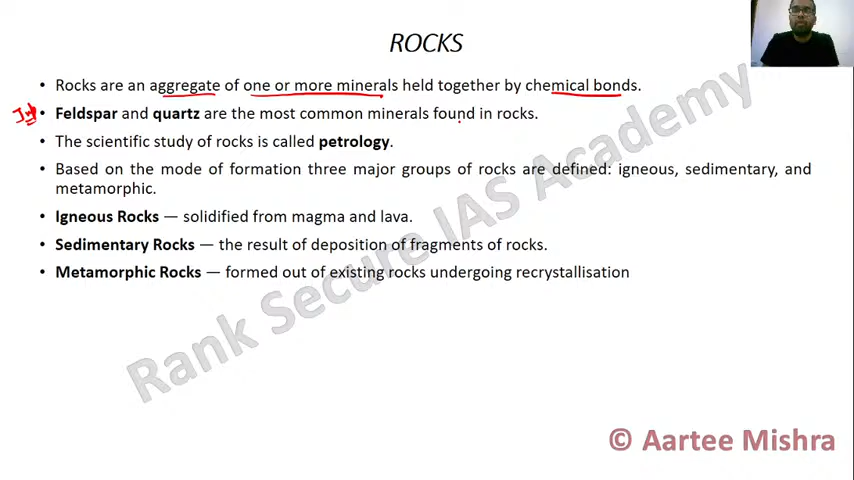 ROCKS
• Rocks are an aggregate of one or more minerals held together by chemical bonds.
Imp
• Feldspar and quartz are the most common minerals found in rocks.
• The scientific study of rocks is called petrology.
• Based on the mode of formation three major groups of rocks are defined: igneous, sedimentary, and
metamorphic.
• Igneous Rocks — solidified from magma and lava.
• Sedimentary Rocks — the result of deposition of fragments of rocks.
• Metamorphic Rocks — formed out of existing rocks undergoing recrystallisation
Rank Secure IAS Academy
© Aartee Mishra